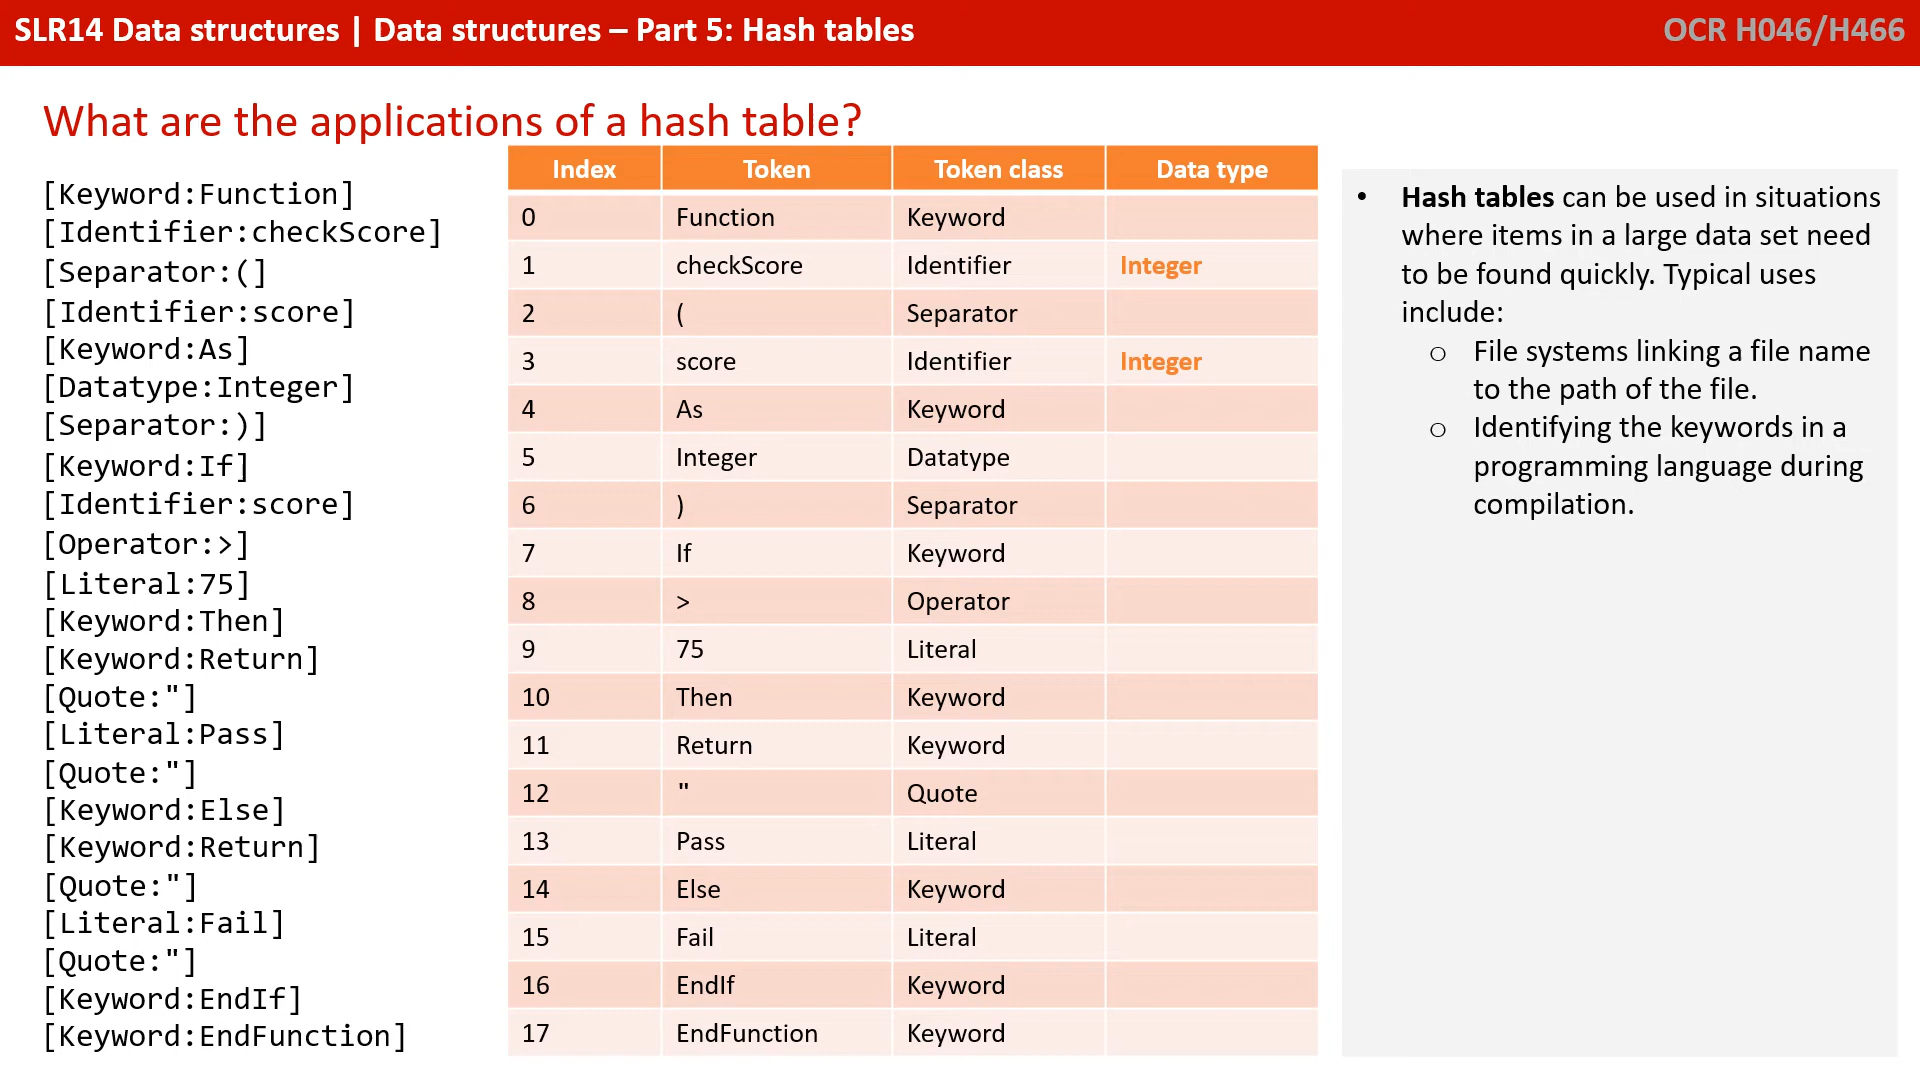 SLR14 Data structures | Data structures – Part 5: Hash tables
OCR H046/H466
What are the applications of a hash table?
[Keyword:Function]
[Identifier:checkScore]
[Separator:(]
[Identifier:score]
[Keyword:As]
[Datatype:Integer]
[Separator:)]
[Keyword:If]
[Identifier:score]
[Operator:>]
[Literal:75]
[Keyword:Then]
[Keyword:Return]
[Quote:"]
[Literal:Pass]
[Quote:"]
[Keyword:Else]
[Keyword:Return]
[Quote:"]
[Literal:Fail]
[Quote:"]
[Keyword:EndIf]
[Keyword:EndFunction]
Index Token Token class Data type
0 Function Keyword
1 checkScore Identifier Integer
2 ( Separator
3 score Identifier Integer
4 As Keyword
5 Integer Datatype
6 ) Separator
7 If Keyword
8 > Operator
9 75 Literal
10 Then Keyword
11 Return Keyword
12 " Quote
13 Pass Literal
14 Else Keyword
15 Fail Literal
16 EndIf Keyword
17 EndFunction Keyword
• Hash tables can be used in situations
where items in a large data set need
to be found quickly. Typical uses
include:
o File systems linking a file name
to the path of the file.
o Identifying the keywords in a
programming language during
compilation.